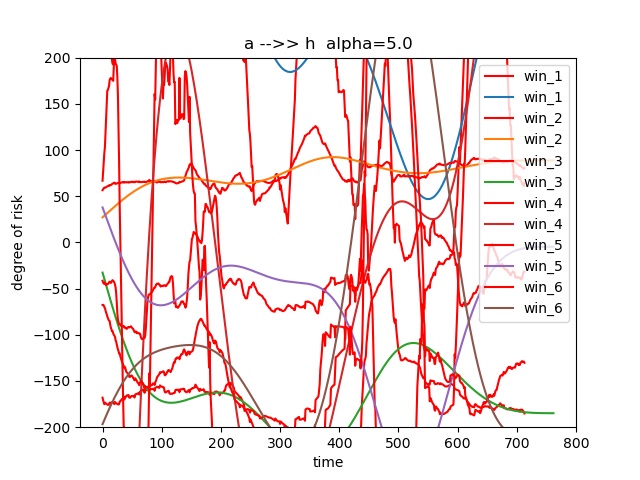 a -->> h  alpha=5.0
degree of risk
200
150
100
50
0
−50
−100
−150
−200
0
100
200
300
400
500
600
700
800
time
win_1
win_1
win_2
win_2
win_3
win_3
win_4
win_4
win_5
win_5
win_6
win_6